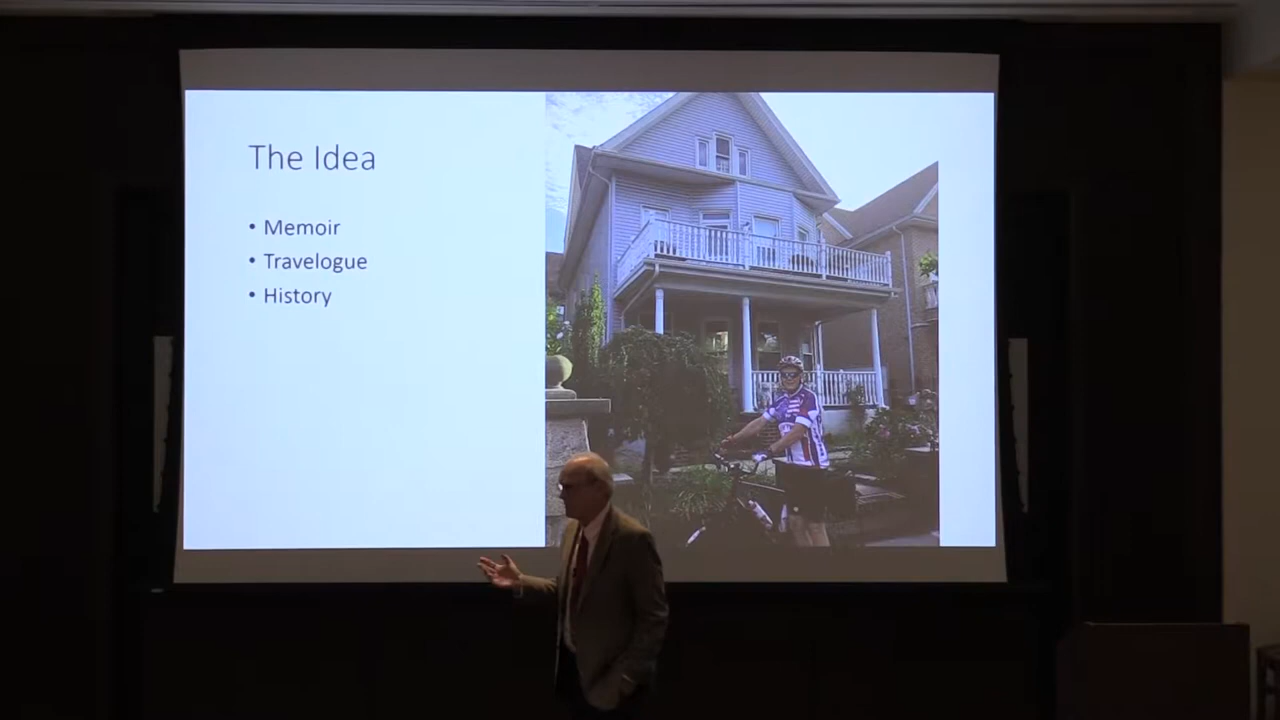 The Idea
• Memoir
• Travelogue
• History